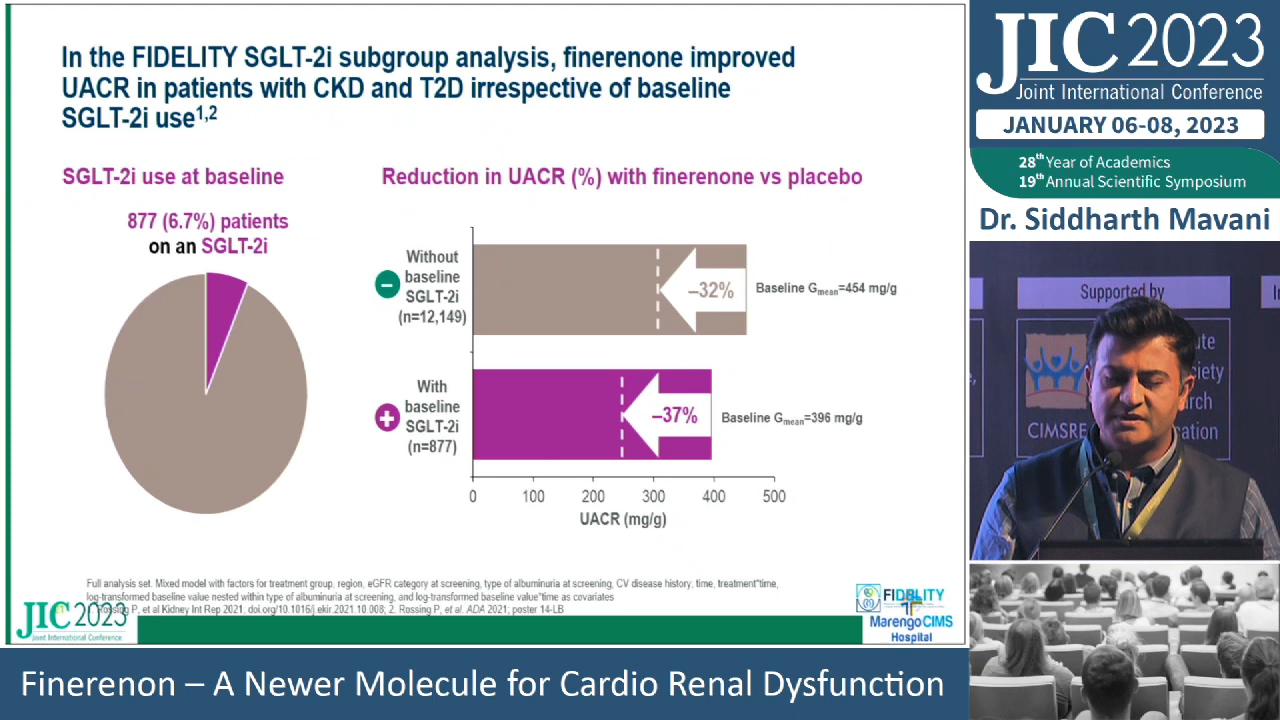 In the FIDELITY SGLT-2i subgroup analysis, finerenone improved
UACR in patients with CKD and T2D irrespective of baseline
SGLT-2i use1,2
SGLT-2i use at baseline
877 (6.7%) patients
on an SGLT-2i
Reduction in UACR (%) with finerenone vs placebo
Without
baseline
SGLT-2i
(n=12,149)
–32%
Baseline Gmean=454 mg/g
With
baseline
SGLT-2i
(n=877)
–37%
Baseline Gmean=396 mg/g
0 100 200 300 400 500
UACR (mg/g)
Full analysis set. Mixed model with factors for treatment group, region, eGFR category at screening, type of albuminuria at screening, CV disease history, time, treatment*time,
log-transformed baseline value nested within type of albuminuria at screening, and log-transformed baseline value*time as covariates
Rossing P, et al Kidney Int Rep 2021. doi.org/10.1016/j.ekir.2021.10.008; 2. Rossing P, et al. ADA 2021; poster 14-LB
JIC 2023
Joint International Conference
FIDELITY
Marengo CIMS
Hospital
JIC 2023
Joint International Conference
JANUARY 06-08, 2023
28th Year of Academics
19th Annual Scientific Symposium
Dr. Siddharth Mavani
Supported by
CIMSRE
Finerenon – A Newer Molecule for Cardio Renal Dysfunction